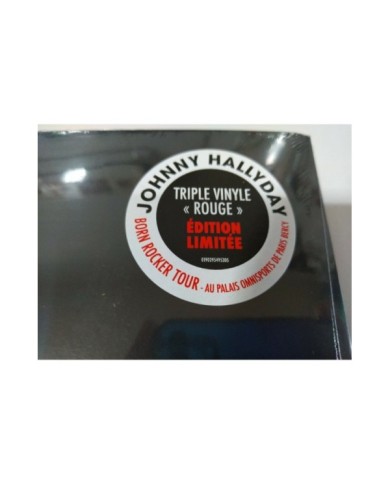 JOHNNY HALLYDAY
TRIPLE VINYLE
« ROUGE »
ÉDITION
LIMITÉE
BORN ROCKER TOUR - AU PALAIS OMNISPORTS DE PARIS BERCY